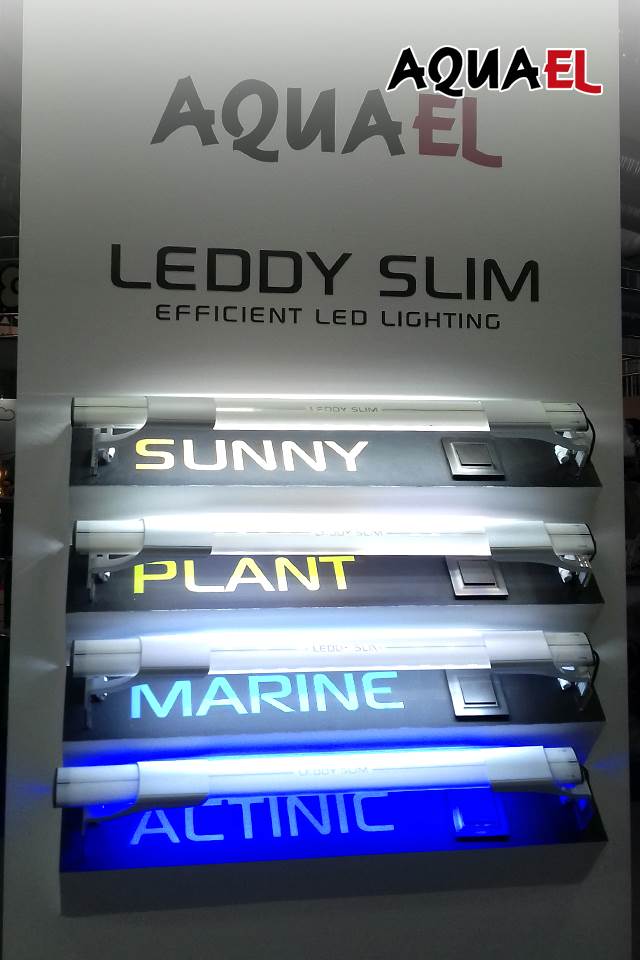 AQUAEL
AQUAEL
LEDDY SLIM
EFFICIENT LED LIGHTING
LEDDY SLIM
SUNNY
LEDDY SLIM
PLANT
LEDDY SLIM
MARINE
LEDDY SLIM
ACTINIC